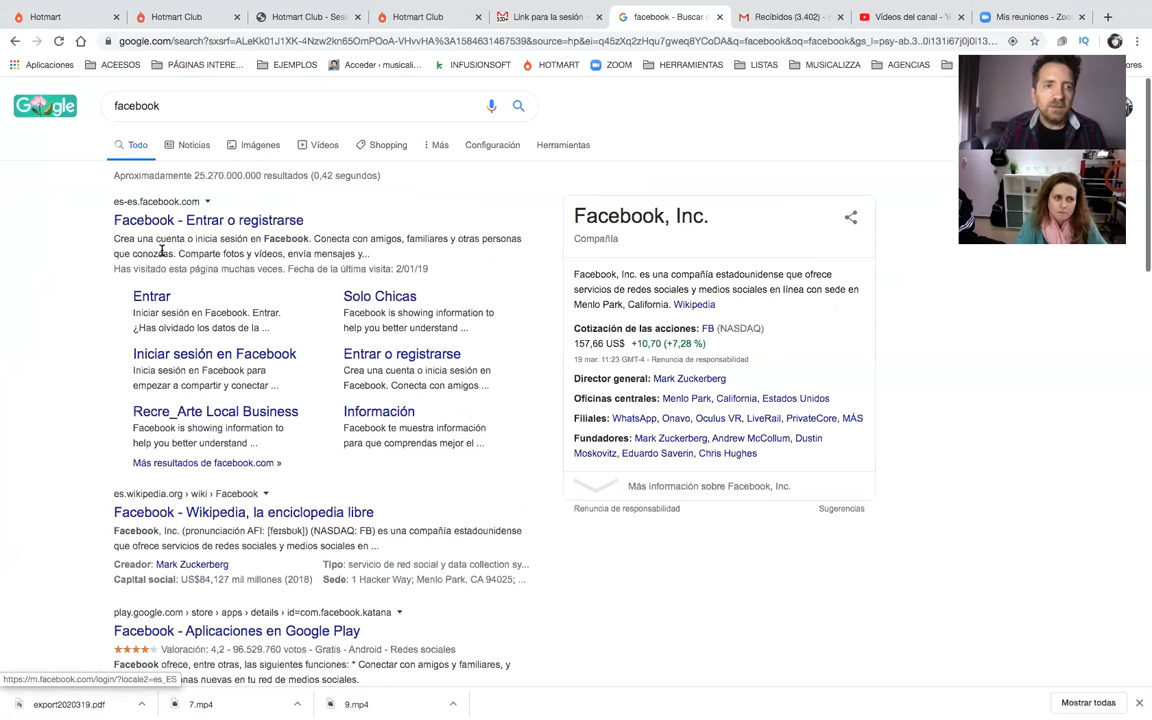 Hotmart
Hotmart Club
Hotmart Club - Sesi
Hotmart Club
Link para la sesión
facebook - Buscar c
Recibidos (3.402) - n
Vídeos del canal - Yo
Mis reuniones - Zoo
google.com/search?sxsrf=ALeKk01J1XK-4Nzw2kn65OmPOoA-VHvvHA%3A1584631467539&source=hp&ei=q45zXq2zHqu7gweq8YCoDA&q=facebook&oq=facebook&gs_l=psy-ab.3..0i131i67j0j0i13...
Aplicaciones
ACEESOS
PÁGINAS INTERE...
EJEMPLOS
Acceder ‹ musicali...
INFUSIONSOFT
HOTMART
ZOOM
HERRAMIENTAS
LISTAS
MUSICALIZZA
AGENCIAS
ores
Google
facebook
Todo
Noticias
Imágenes
Vídeos
Shopping
Más
Configuración
Herramientas
Aproximadamente 25.270.000.000 resultados (0,42 segundos)
es-es.facebook.com
Facebook - Entrar o registrarse
Crea una cuenta o inicia sesión en Facebook. Conecta con amigos, familiares y otras personas
que conozcas. Comparte fotos y vídeos, envía mensajes y...
Has visitado esta página muchas veces. Fecha de la última visita: 2/01/19
Entrar
Iniciar sesión en Facebook. Entrar.
¿Has olvidado los datos de la ...
Solo Chicas
Facebook is showing information to
help you better understand ...
Iniciar sesión en Facebook
Inicia sesión en Facebook para
empezar a compartir y conectar ...
Entrar o registrarse
Crea una cuenta o inicia sesión en
Facebook. Conecta con amigos ...
Recre_Arte Local Business
Facebook is showing information to
help you better understand ...
Información
Facebook te muestra información
para que comprendas mejor el ...
Más resultados de facebook.com »
es.wikipedia.org › wiki › Facebook
Facebook - Wikipedia, la enciclopedia libre
Facebook, Inc. (pronunciación AFI: [feɪsbʊk]) (NASDAQ: FB) es una compañía estadounidense
que ofrece servicios de redes sociales y medios sociales en ...
Creador: Mark Zuckerberg
Tipo: servicio de red social y data collection sy...
Capital social: US$84,127 mil millones (2018)
Sede: 1 Hacker Way; Menlo Park, CA 94025; ...
play.google.com › store › apps › details › id=com.facebook.katana
Facebook - Aplicaciones en Google Play
Valoración: 4,2 - 96.529.760 votos - Gratis - Android - Redes sociales
Facebook ofrece, entre otras, las siguientes funciones: * Conectar con amigos y familiares, y
nas nuevas en tu red de medios sociales.
Facebook, Inc.
Compañía
Facebook, Inc. es una compañía estadounidense que ofrece
servicios de redes sociales y medios sociales en línea con sede en
Menlo Park, California. Wikipedia
Cotización de las acciones: FB (NASDAQ)
157,66 US$ +10,70 (+7,28 %)
19 mar. 11:23 GMT-4 - Renuncia de responsabilidad
Director general: Mark Zuckerberg
Oficinas centrales: Menlo Park, California, Estados Unidos
Filiales: WhatsApp, Onavo, Oculus VR, LiveRail, PrivateCore, MÁS
Fundadores: Mark Zuckerberg, Andrew McCollum, Dustin
Moskovitz, Eduardo Saverin, Chris Hughes
Más información sobre Facebook, Inc.
Renuncia de responsabilidad
Sugerencias
https://m.facebook.com/login/?locale2=es_ES
export2020319.pdf
7.mp4
9.mp4
Mostrar todas